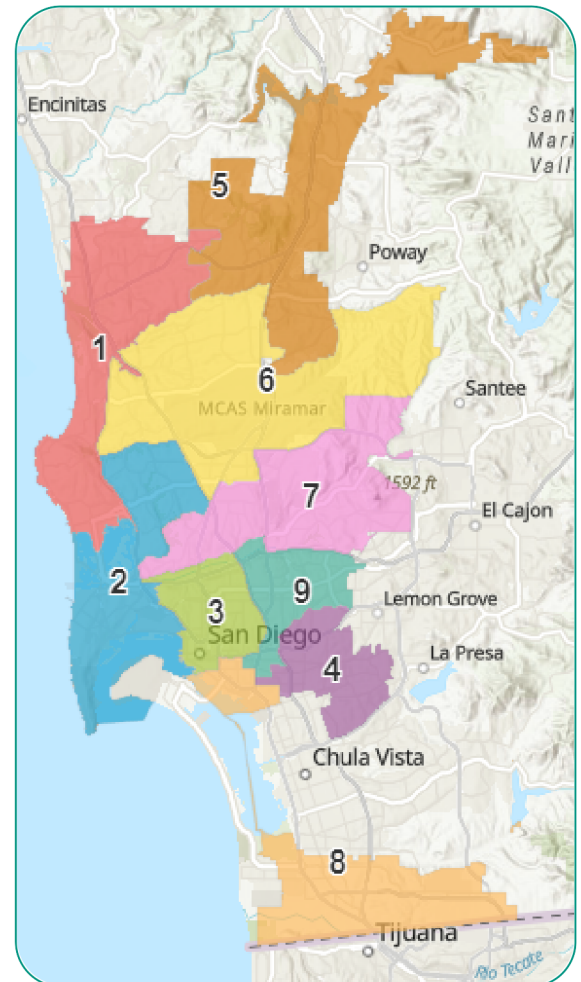 Encinitas
Sant
Mari
Vall
5
Poway
1
6
MCAS Miramar
Santee
7
1592 ft
El Cajon
2
9
3
Lemon Grove
San Diego
4
La Presa
Chula Vista
8
Tijuana
Río Tecate